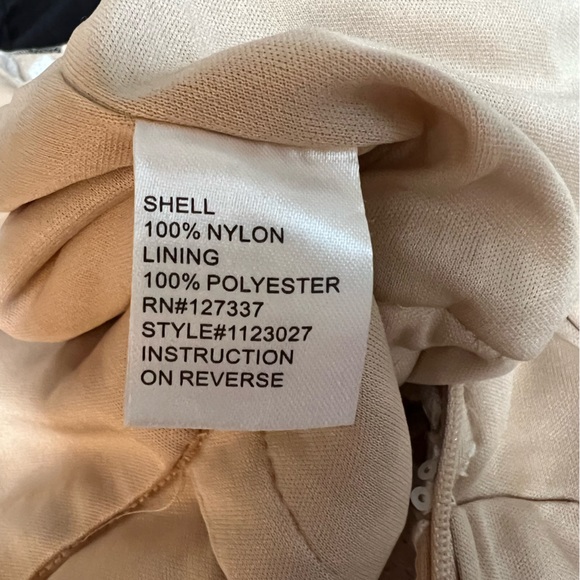 SHELL
100% NYLON
LINING
100% POLYESTER
RN#127337
STYLE#1123027
INSTRUCTION
ON REVERSE